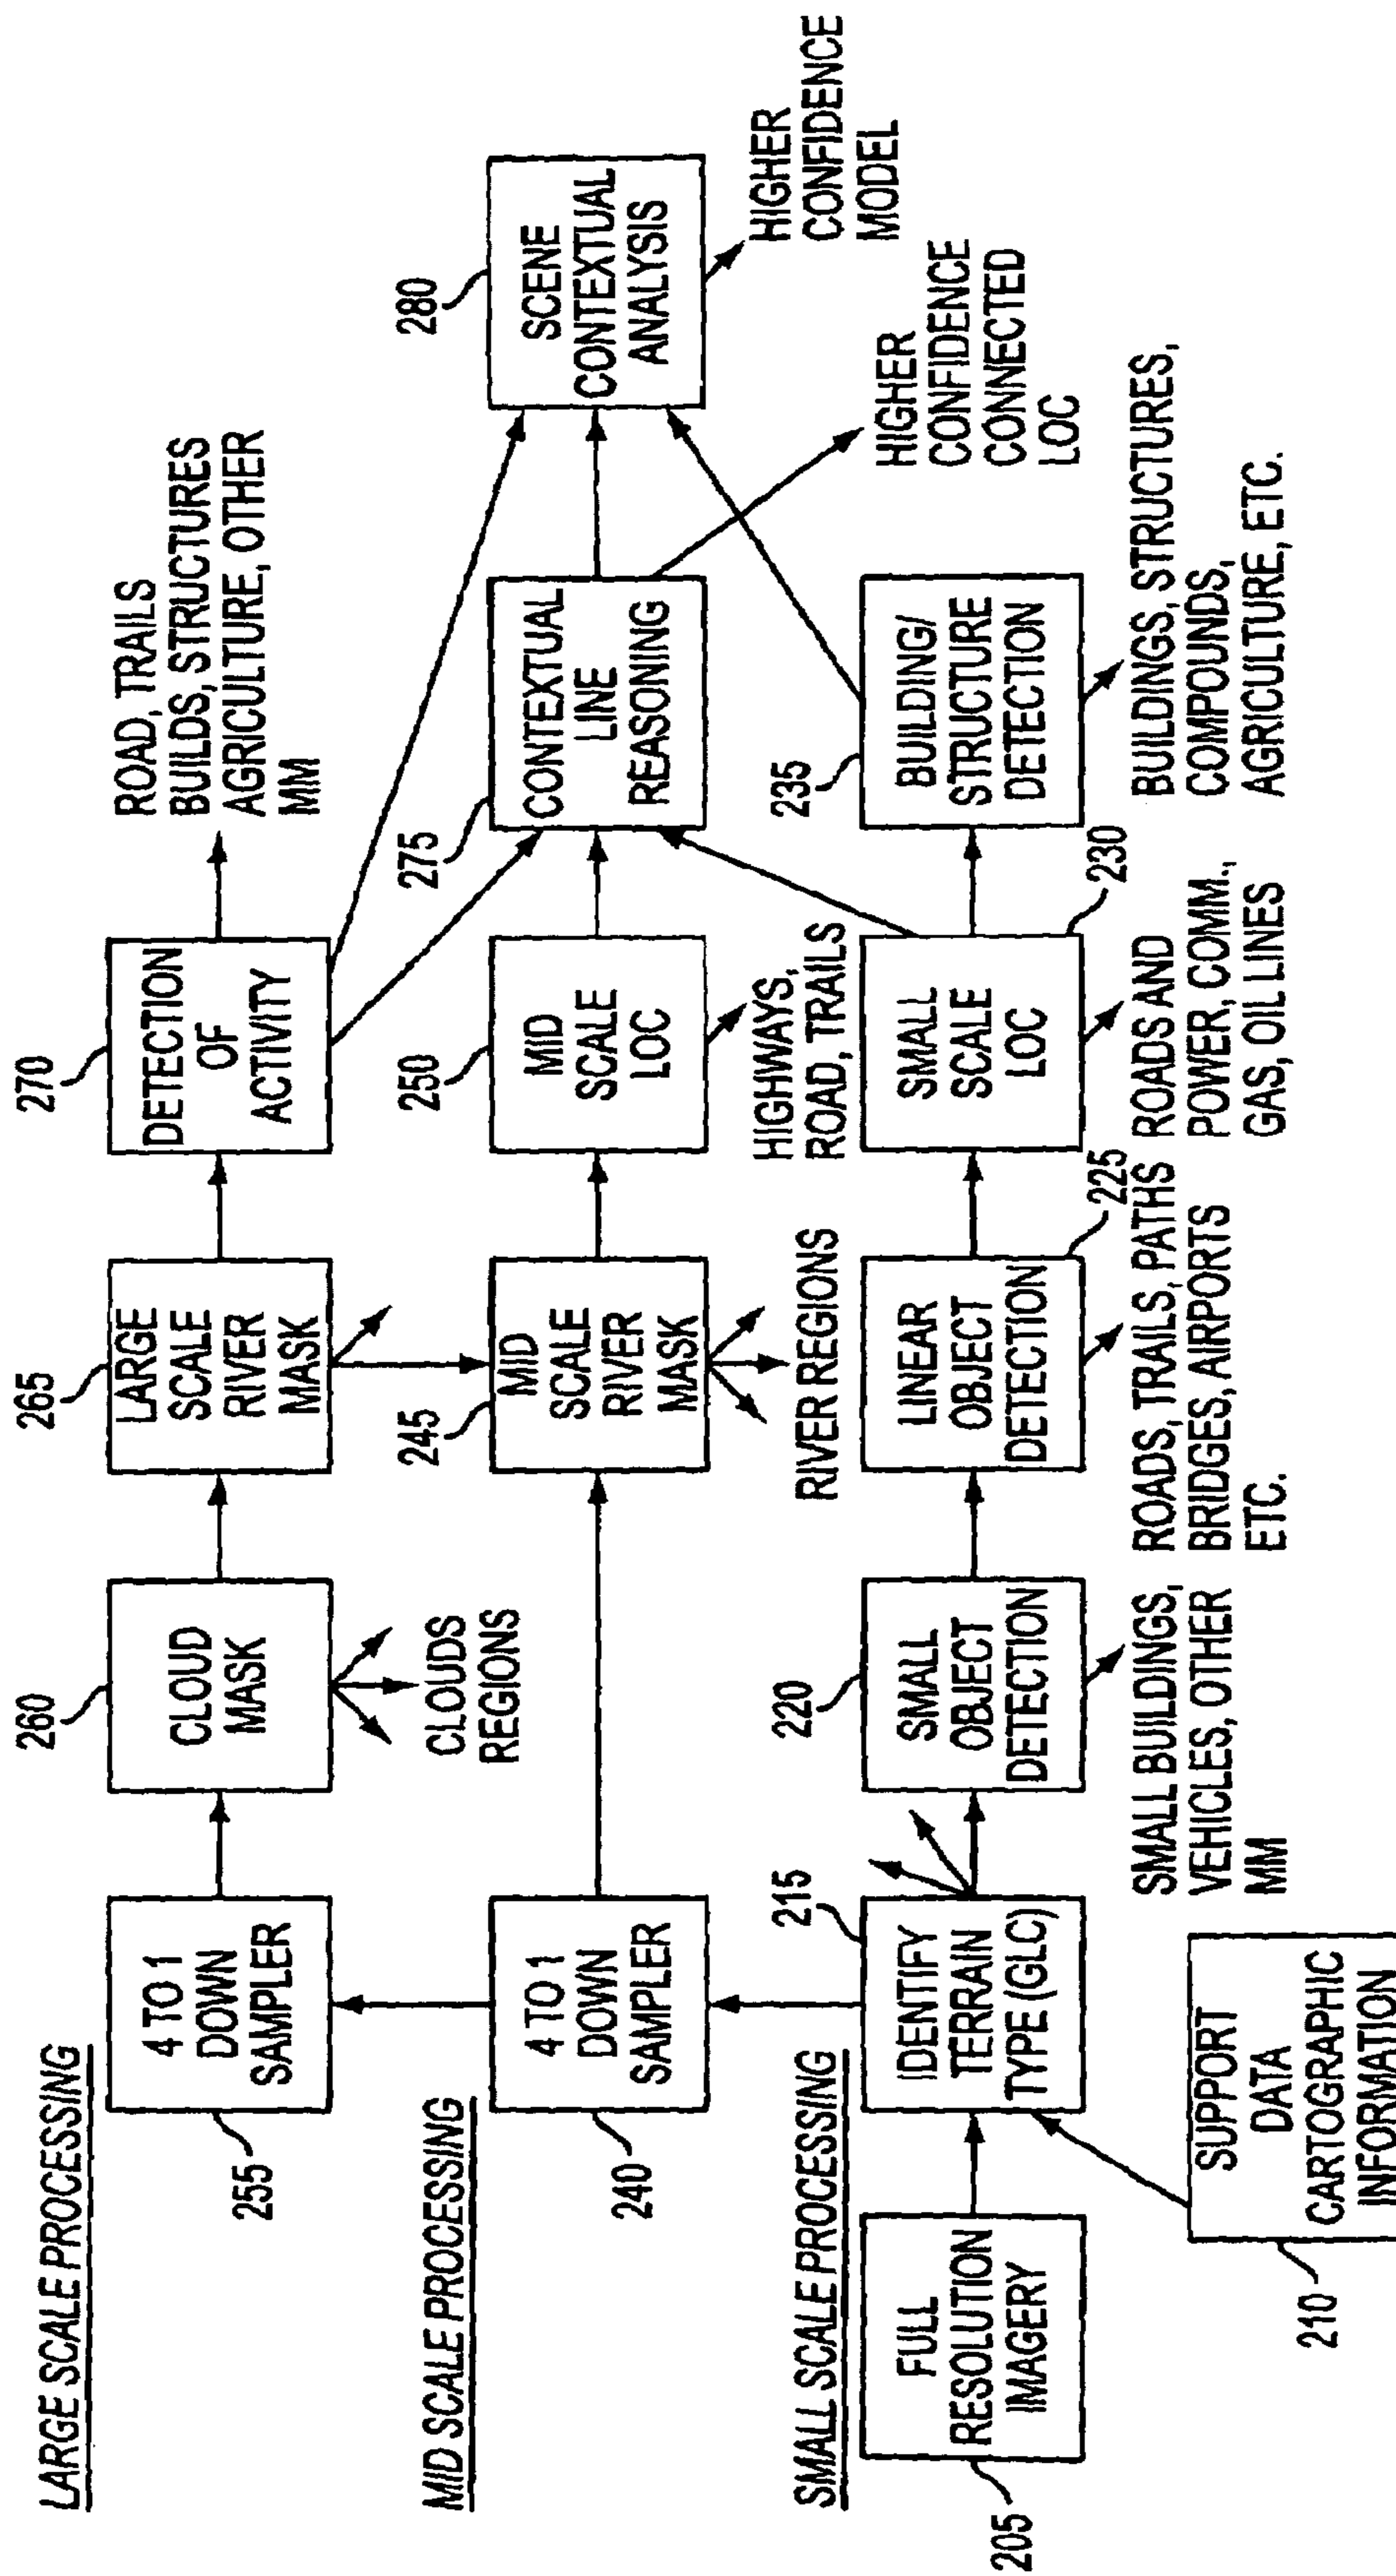 LARGE SCALE PROCESSING
255
4 TO 1
DOWN
SAMPLER
260
CLOUD
MASK
CLOUDS
REGIONS
265
LARGE
SCALE
RIVER
MASK
270
DETECTION
OF
ACTIVITY
ROAD, TRAILS
BUILDS, STRUCTURES
AGRICULTURE, OTHER
MM
MID SCALE PROCESSING
240
4 TO 1
DOWN
SAMPLER
245
MID
SCALE
RIVER
MASK
RIVER REGIONS
250
MID
SCALE
LOC
HIGHWAYS,
ROAD, TRAILS
275
CONTEXTUAL
LINE
REASONING
HIGHER
CONFIDENCE
CONNECTED
LOC
280
SCENE
CONTEXTUAL
ANALYSIS
HIGHER
CONFIDENCE
MODEL
SMALL SCALE PROCESSING
205
FULL
RESOLUTION
IMAGERY
210
SUPPORT
DATA
CARTOGRAPHIC
INFORMATION
215
IDENTIFY
TERRAIN
TYPE (GLC)
220
SMALL
OBJECT
DETECTION
SMALL BUILDINGS,
VEHICLES, OTHER
MM
225
LINEAR
OBJECT
DETECTION
ROADS, TRAILS, PATHS
BRIDGES, AIRPORTS
ETC.
230
SMALL
SCALE
LOC
ROADS AND
POWER, COMM.,
GAS, OIL LINES
235
BUILDING/
STRUCTURE
DETECTION
BUILDINGS, STRUCTURES,
COMPOUNDS,
AGRICULTURE, ETC.